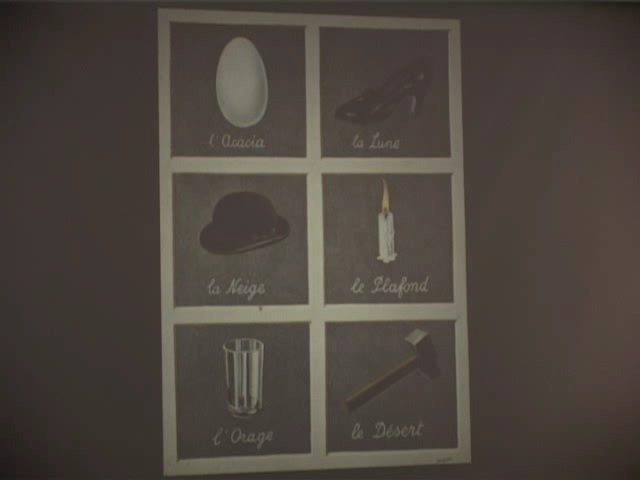 l'Acacia
la Lune
la Neige
le Plafond
l'Orage
le Désert